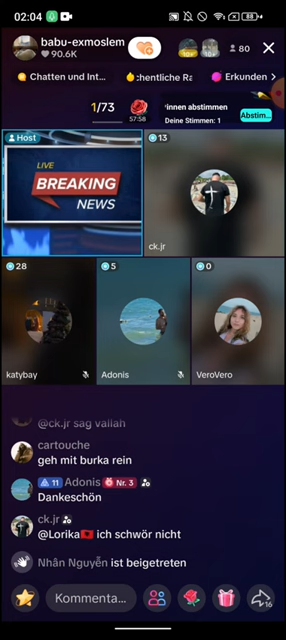 02:04
88
babu-exmoslem
90.6K
10+
10+
80
Chatten und Int...
chentliche Ra
Erkunden
1/73
57:58
innen abstimmen
Deine Stimmen: 1
Abstim...
Host
LIVE
BREAKING
NEWS
13
ck.jr
28
katybay
5
Adonis
0
VeroVero
@ck.jr sag vallah
cartouche
geh mit burka rein
11 Adonis Nr. 3
Dankeschön
ck.jr
@Lorika🇦🇱 ich schwör nicht
Nhân Nguyễn ist beigetreten
Kommenta...
16